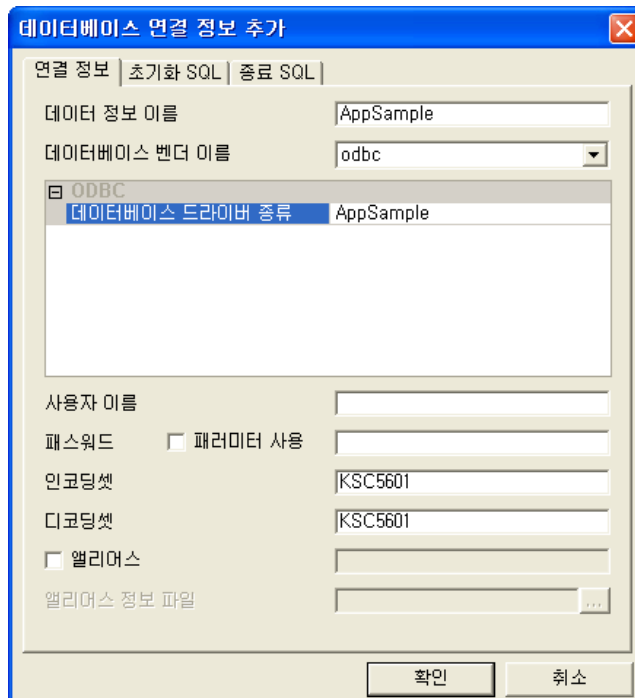 데이터베이스 연결 정보 추가
연결 정보 초기화 SQL 종료 SQL
데이터 정보 이름 AppSample
데이터베이스 벤더 이름 odbc
ODBC
데이터베이스 드라이버 종류 AppSample
사용자 이름
패스워드 패러미터 사용
인코딩셋 KSC5601
디코딩셋 KSC5601
앨리어스
앨리어스 정보 파일 ...
확인 취소